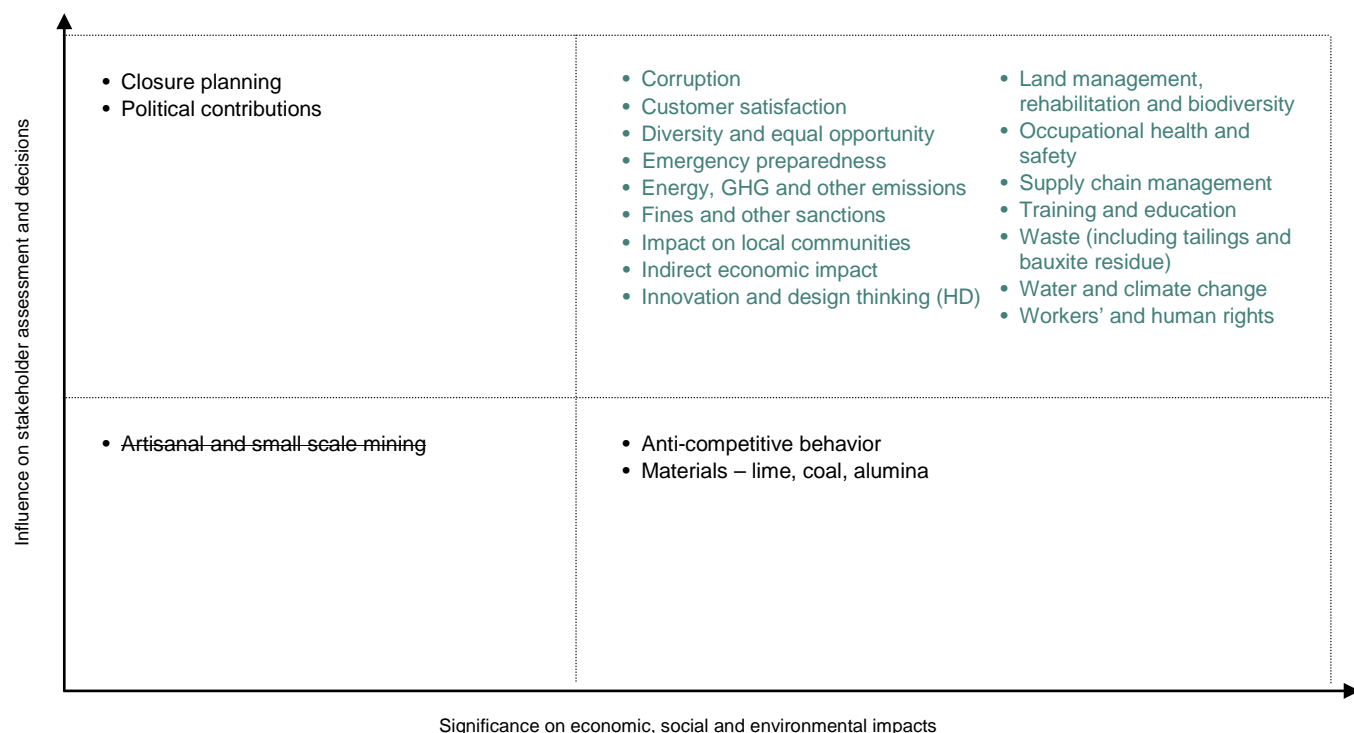 Influence on stakeholder assessment and decisions
• Closure planning
• Political contributions
• Corruption
• Customer satisfaction
• Diversity and equal opportunity
• Emergency preparedness
• Energy, GHG and other emissions
• Fines and other sanctions
• Impact on local communities
• Indirect economic impact
• Innovation and design thinking (HD)
• Land management,
rehabilitation and biodiversity
• Occupational health and
safety
• Supply chain management
• Training and education
• Waste (including tailings and
bauxite residue)
• Water and climate change
• Workers’ and human rights
• Artisanal and small scale mining
• Anti-competitive behavior
• Materials – lime, coal, alumina
Significance on economic, social and environmental impacts